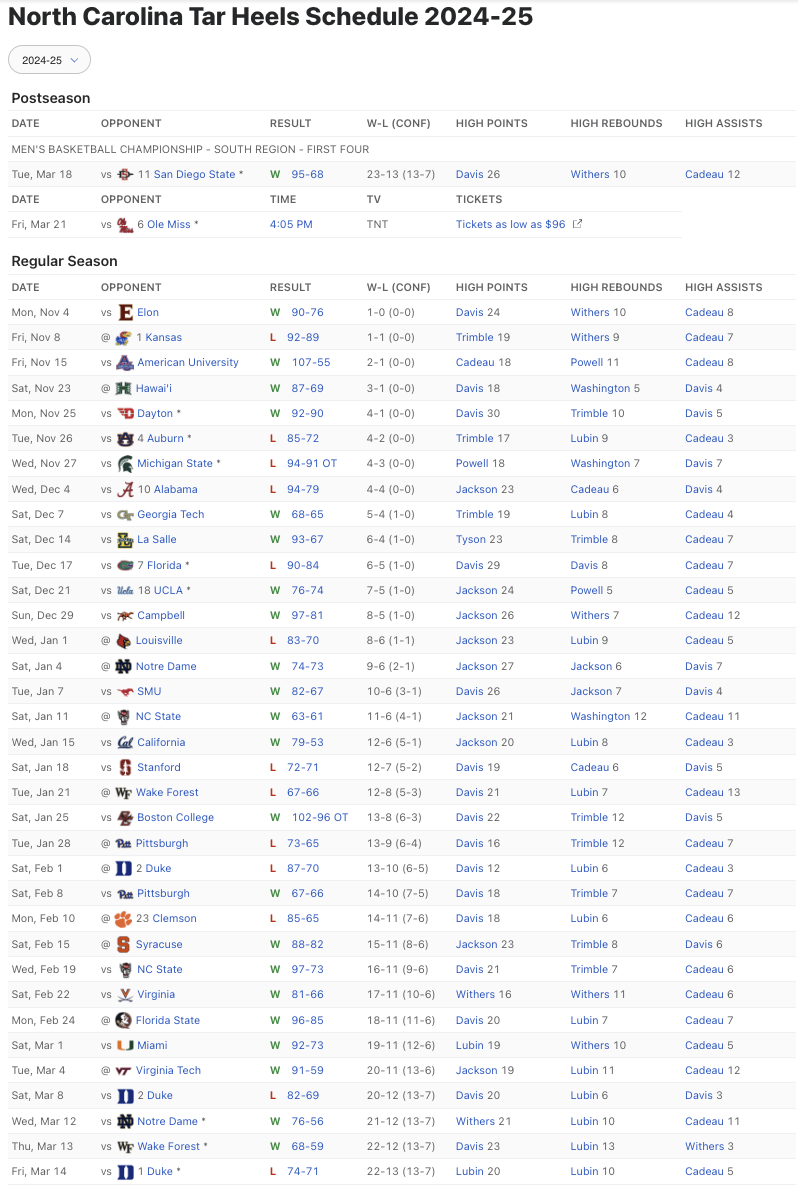 North Carolina Tar Heels Schedule 2024-25
2024-25
Postseason
DATE OPPONENT RESULT W-L (CONF) HIGH POINTS HIGH REBOUNDS HIGH ASSISTS
MEN'S BASKETBALL CHAMPIONSHIP - SOUTH REGION - FIRST FOUR
Tue, Mar 18 vs 11 San Diego State * W 95-68 23-13 (13-7) Davis 26 Withers 10 Cadeau 12
DATE OPPONENT TIME TV TICKETS
Fri, Mar 21 vs 6 Ole Miss * 4:05 PM TNT Tickets as low as $96
Regular Season
DATE OPPONENT RESULT W-L (CONF) HIGH POINTS HIGH REBOUNDS HIGH ASSISTS
Mon, Nov 4 vs Elon W 90-76 1-0 (0-0) Davis 24 Withers 10 Cadeau 8
Fri, Nov 8 @ 1 Kansas L 92-89 1-1 (0-0) Trimble 19 Withers 9 Cadeau 7
Fri, Nov 15 vs American University W 107-55 2-1 (0-0) Cadeau 18 Powell 11 Cadeau 8
Sat, Nov 23 @ Hawai'i W 87-69 3-1 (0-0) Davis 18 Washington 5 Davis 4
Mon, Nov 25 vs Dayton * W 92-90 4-1 (0-0) Davis 30 Trimble 10 Davis 5
Tue, Nov 26 vs 4 Auburn * L 85-72 4-2 (0-0) Trimble 17 Lubin 9 Cadeau 3
Wed, Nov 27 vs Michigan State * L 94-91 OT 4-3 (0-0) Powell 18 Washington 7 Davis 7
Wed, Dec 4 vs 10 Alabama L 94-79 4-4 (0-0) Jackson 23 Cadeau 6 Davis 4
Sat, Dec 7 vs Georgia Tech W 68-65 5-4 (1-0) Trimble 19 Lubin 8 Cadeau 4
Sat, Dec 14 vs La Salle W 93-67 6-4 (1-0) Tyson 23 Trimble 8 Cadeau 7
Tue, Dec 17 vs 7 Florida * L 90-84 6-5 (1-0) Davis 29 Davis 8 Cadeau 7
Sat, Dec 21 vs 18 UCLA * W 76-74 7-5 (1-0) Jackson 24 Powell 5 Cadeau 5
Sun, Dec 29 vs Campbell W 97-81 8-5 (1-0) Jackson 26 Withers 7 Cadeau 12
Wed, Jan 1 @ Louisville L 83-70 8-6 (1-1) Jackson 23 Lubin 9 Cadeau 5
Sat, Jan 4 @ Notre Dame W 74-73 9-6 (2-1) Jackson 27 Jackson 6 Davis 7
Tue, Jan 7 vs SMU W 82-67 10-6 (3-1) Davis 26 Jackson 7 Davis 4
Sat, Jan 11 @ NC State W 63-61 11-6 (4-1) Jackson 21 Washington 12 Cadeau 11
Wed, Jan 15 vs California W 79-53 12-6 (5-1) Jackson 20 Lubin 8 Cadeau 3
Sat, Jan 18 vs Stanford L 72-71 12-7 (5-2) Davis 19 Cadeau 6 Davis 5
Tue, Jan 21 @ Wake Forest L 67-66 12-8 (5-3) Davis 21 Lubin 7 Cadeau 13
Sat, Jan 25 vs Boston College W 102-96 OT 13-8 (6-3) Davis 22 Trimble 12 Davis 5
Tue, Jan 28 @ Pittsburgh L 73-65 13-9 (6-4) Davis 16 Trimble 12 Cadeau 7
Sat, Feb 1 @ 2 Duke L 87-70 13-10 (6-5) Davis 12 Lubin 6 Cadeau 3
Sat, Feb 8 vs Pittsburgh W 67-66 14-10 (7-5) Davis 18 Trimble 7 Cadeau 7
Mon, Feb 10 @ 23 Clemson L 85-65 14-11 (7-6) Davis 18 Lubin 6 Cadeau 6
Sat, Feb 15 @ Syracuse W 88-82 15-11 (8-6) Jackson 23 Trimble 8 Davis 6
Wed, Feb 19 vs NC State W 97-73 16-11 (9-6) Davis 21 Trimble 7 Cadeau 6
Sat, Feb 22 vs Virginia W 81-66 17-11 (10-6) Withers 16 Withers 11 Cadeau 6
Mon, Feb 24 @ Florida State W 96-85 18-11 (11-6) Davis 20 Lubin 7 Cadeau 7
Sat, Mar 1 vs Miami W 92-73 19-11 (12-6) Lubin 19 Withers 10 Cadeau 5
Tue, Mar 4 @ Virginia Tech W 91-59 20-11 (13-6) Jackson 19 Lubin 11 Cadeau 12
Sat, Mar 8 vs 2 Duke L 82-69 20-12 (13-7) Davis 20 Lubin 6 Davis 3
Wed, Mar 12 vs Notre Dame * W 76-56 21-12 (13-7) Withers 21 Lubin 10 Cadeau 11
Thu, Mar 13 vs Wake Forest * W 68-59 22-12 (13-7) Davis 23 Lubin 13 Withers 3
Fri, Mar 14 vs 1 Duke * L 74-71 22-13 (13-7) Lubin 20 Lubin 10 Cadeau 5